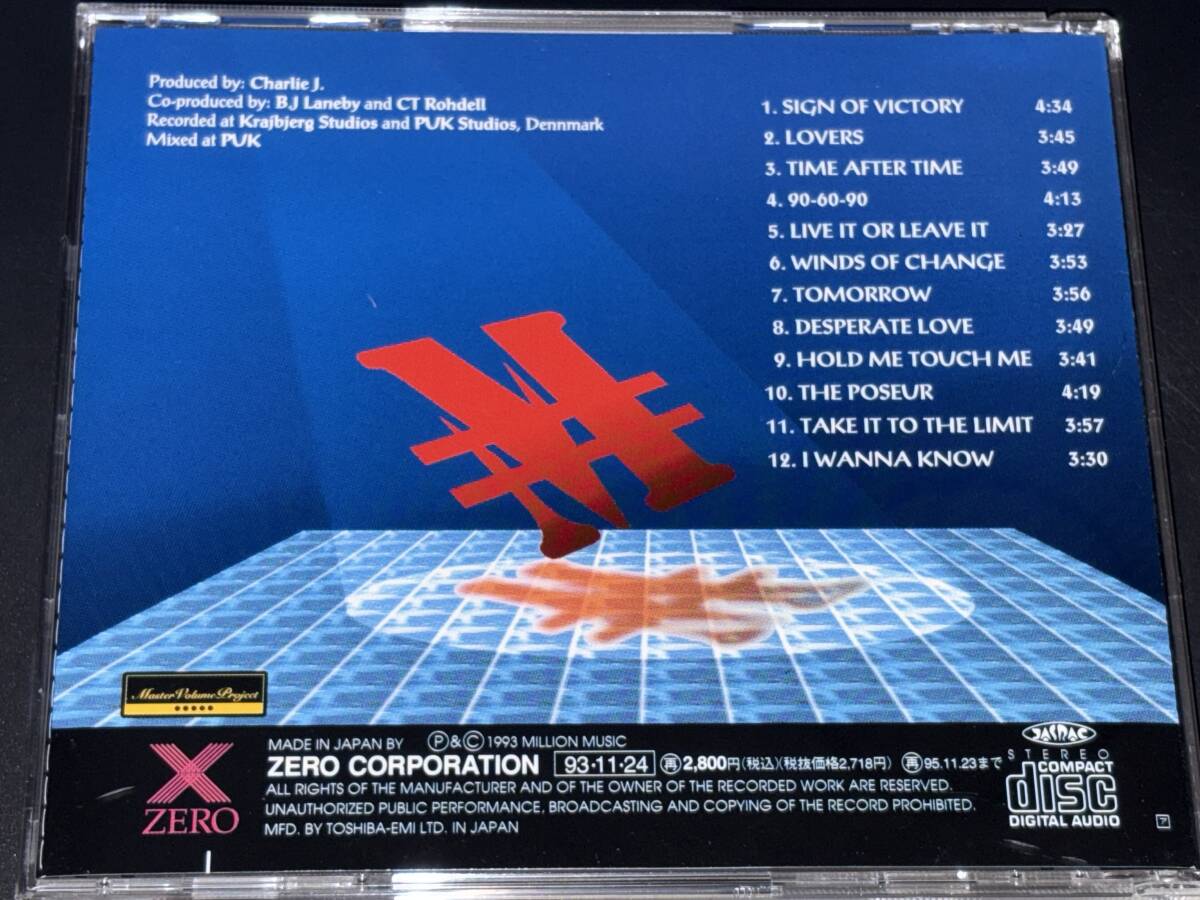 Produced by: Charlie J.
Co-produced by: B.J Laneby and CT Rohdell
Recorded at Krajbjerg Studios and PUK Studios, Dennmark
Mixed at PUK
1. SIGN OF VICTORY 4:34
2. LOVERS 3:45
3. TIME AFTER TIME 3:49
4. 90-60-90 4:13
5. LIVE IT OR LEAVE IT 3:27
6. WINDS OF CHANGE 3:53
7. TOMORROW 3:56
8. DESPERATE LOVE 3:49
9. HOLD ME TOUCH ME 3:41
10. THE POSEUR 4:19
11. TAKE IT TO THE LIMIT 3:57
12. I WANNA KNOW 3:30
M
Master Volume Project
ZERO
MADE IN JAPAN BY Ⓟ&Ⓒ 1993 MILLION MUSIC
ZERO CORPORATION 93·11·24 ㊢2,800円(税込)(税抜価格2,718円) ㊢95.11.23まで
ALL RIGHTS OF THE MANUFACTURER AND OF THE OWNER OF THE RECORDED WORK ARE RESERVED.
UNAUTHORIZED PUBLIC PERFORMANCE, BROADCASTING AND COPYING OF THE RECORD PROHIBITED.
MFD. BY TOSHIBA-EMI LTD. IN JAPAN
JASRAC
STEREO
COMPACT
disc
DIGITAL AUDIO
ア